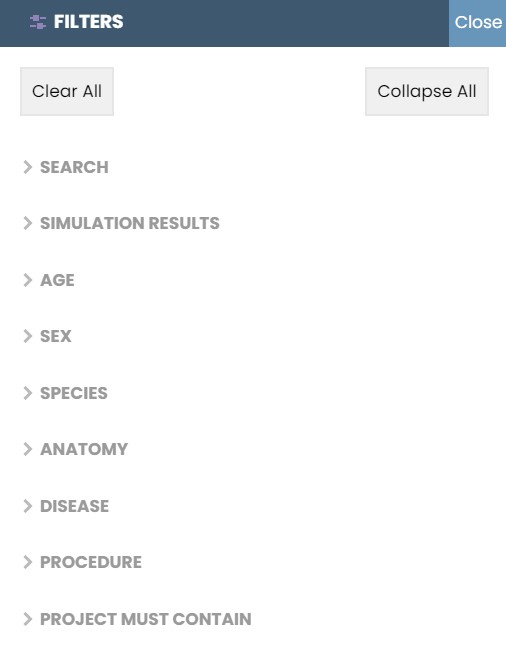 FILTERS
Close
Clear All
Collapse All
SEARCH
SIMULATION RESULTS
AGE
SEX
SPECIES
ANATOMY
DISEASE
PROCEDURE
PROJECT MUST CONTAIN